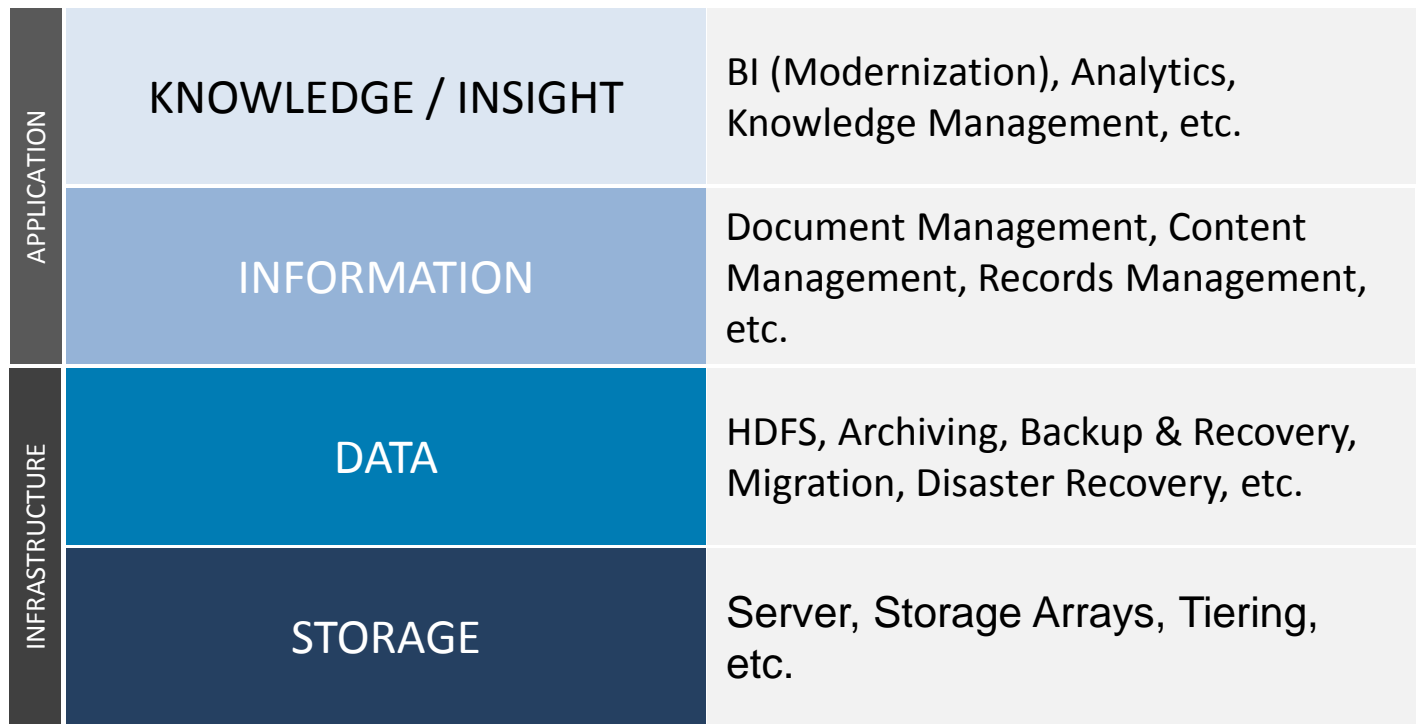 APPLICATION
KNOWLEDGE / INSIGHT
BI (Modernization), Analytics,
Knowledge Management, etc.
INFORMATION
Document Management, Content
Management, Records Management,
etc.
INFRASTRUCTURE
DATA
HDFS, Archiving, Backup & Recovery,
Migration, Disaster Recovery, etc.
STORAGE
Server, Storage Arrays, Tiering,
etc.